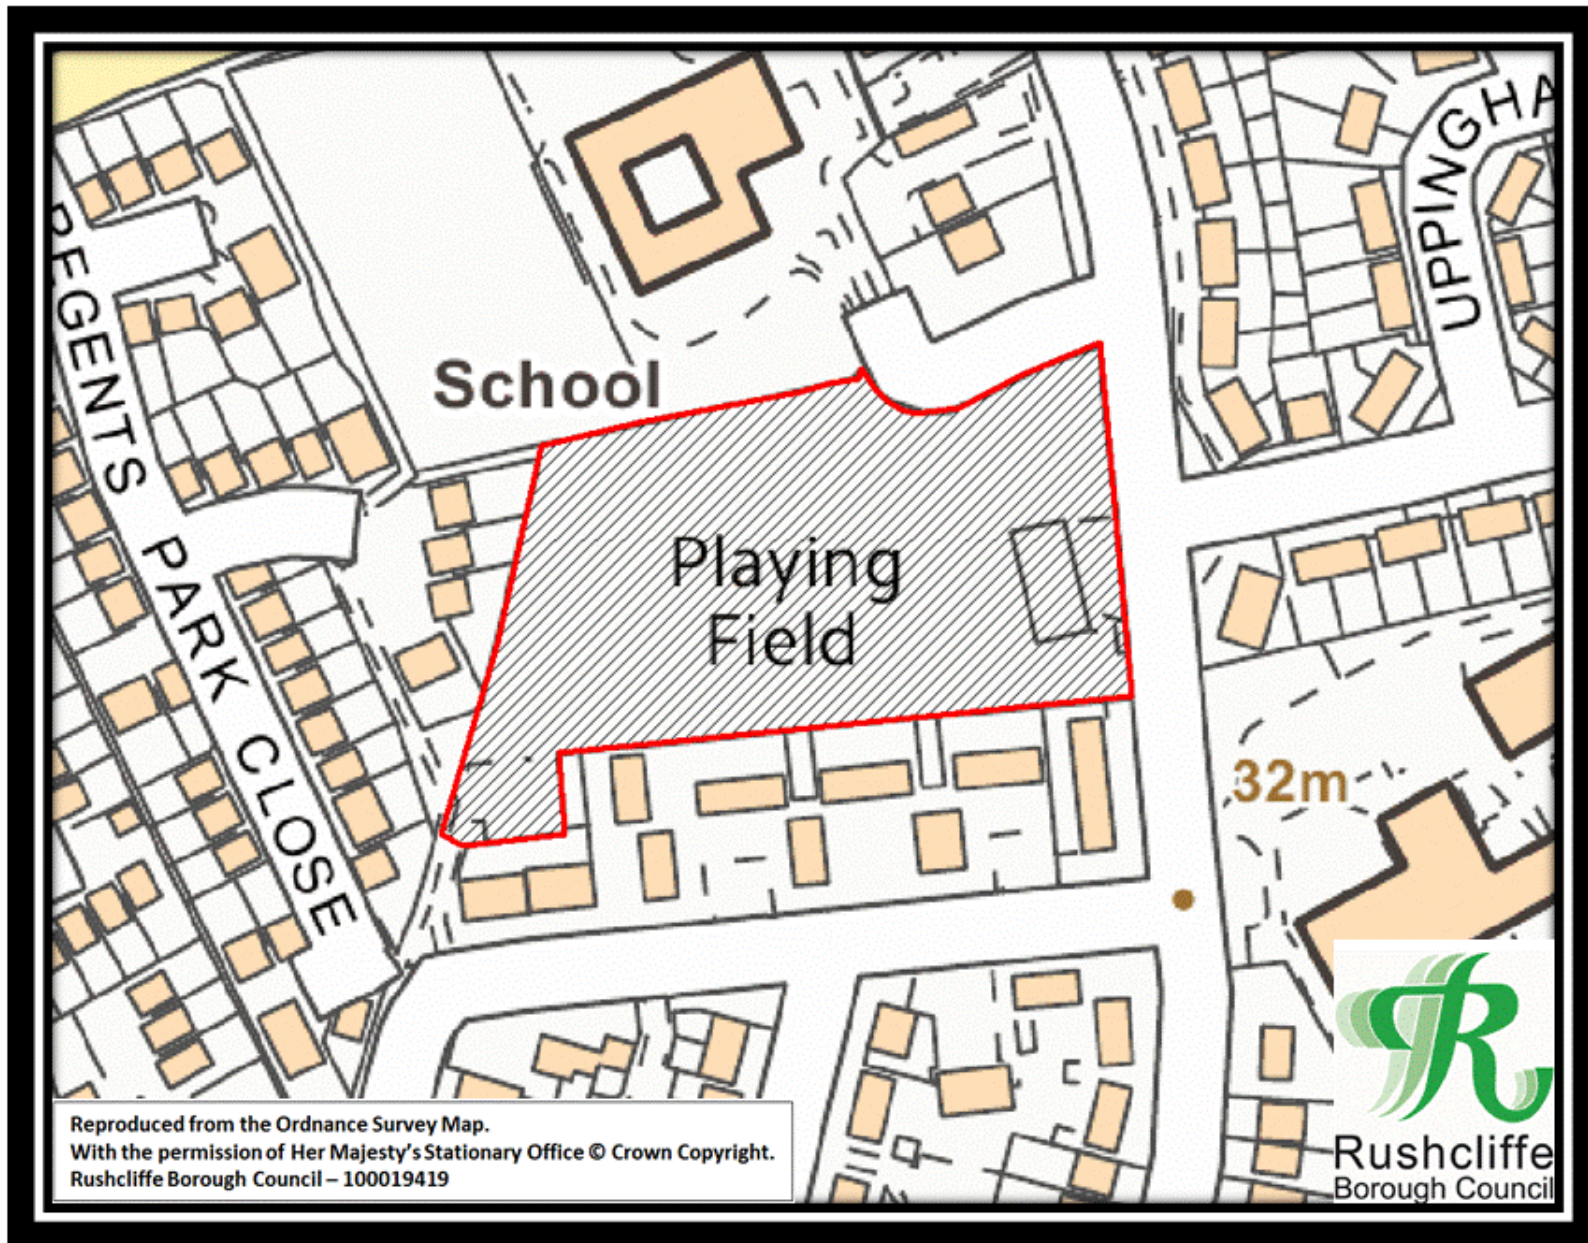 UPPINGHA
REGENTS PARK CLOSE
School
Playing
Field
32m
Reproduced from the Ordnance Survey Map.
With the permission of Her Majesty's Stationary Office © Crown Copyright.
Rushcliffe Borough Council – 100019419
R
Rushcliffe
Borough Council